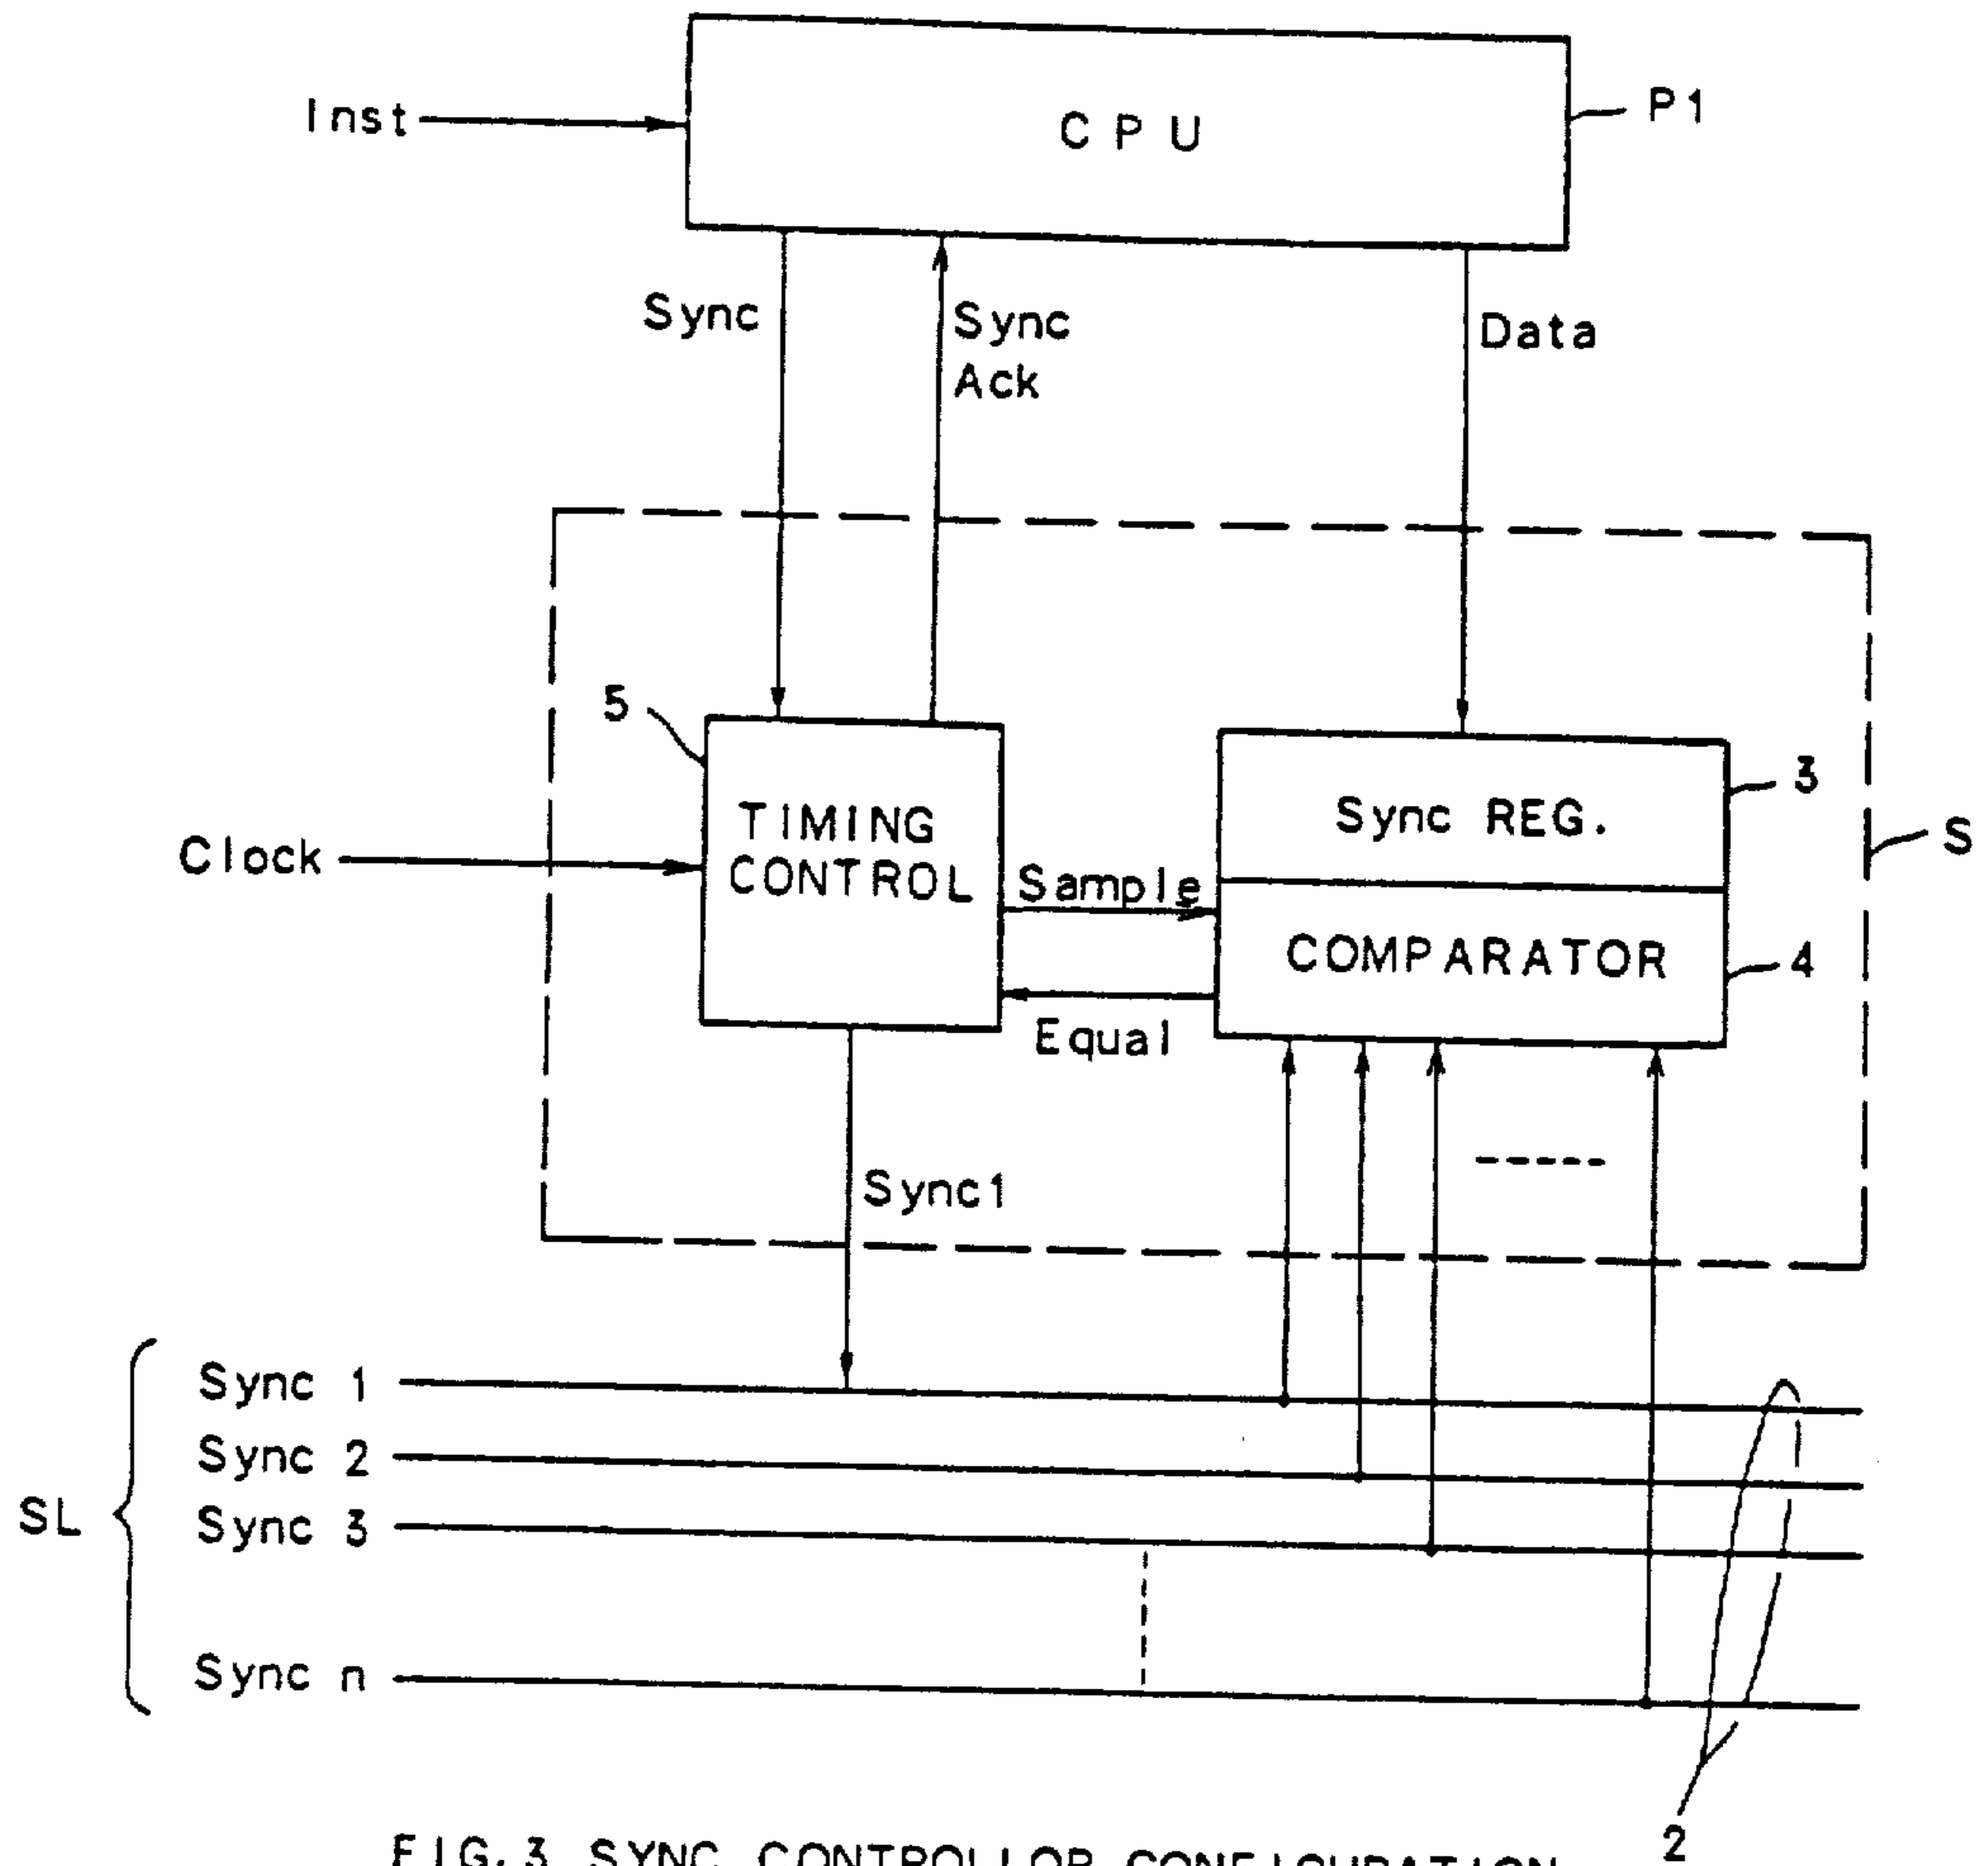 Inst
CPU
P1
Sync
Sync
Ack
Data
5
TIMING
CONTROL
Clock
Sample
Equal
Sync REG.
3
COMPARATOR
4
S
Sync1
SL
Sync 1
Sync 2
Sync 3
Sync n
2
FIG.3 SYNC CONTROLLOR CONFIGURATION